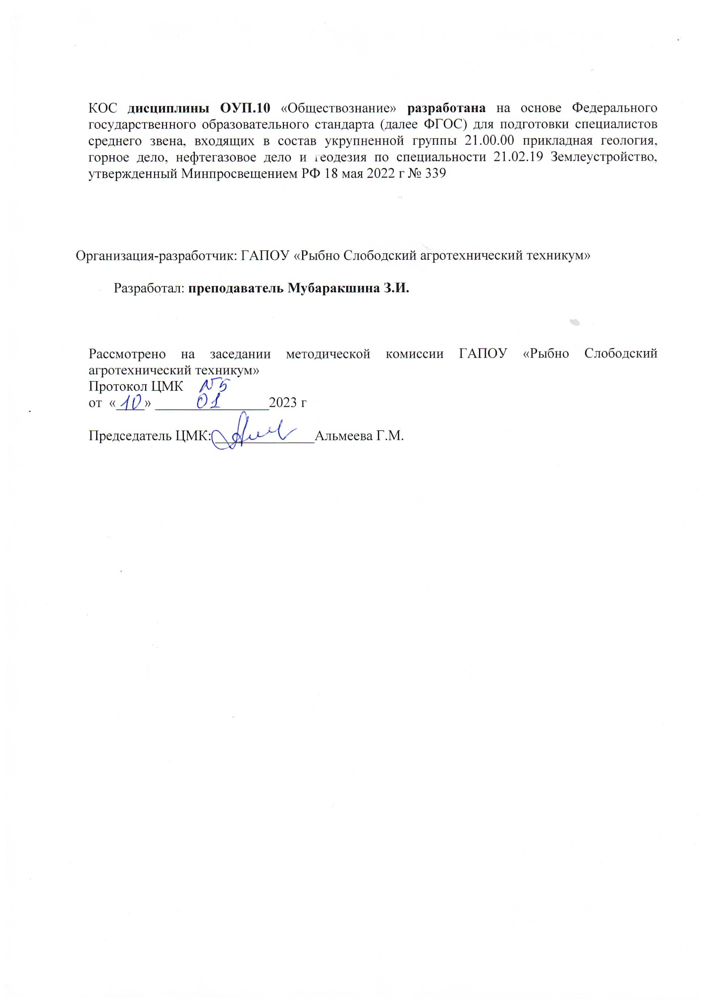 КОС дисциплины ОУП.10 «Обществознание» разработана на основе Федерального
государственного образовательного стандарта (далее ФГОС) для подготовки специалистов
среднего звена, входящих в состав укрупненной группы 21.00.00 прикладная геология,
горное дело, нефтегазовое дело и геодезия по специальности 21.02.19 Землеустройство,
утвержденный Минпросвещением РФ 18 мая 2022 г № 339
Организация-разработчик: ГАПОУ «Рыбно Слободский агротехнический техникум»
Разработал: преподаватель Мубаракшина З.И.
Рассмотрено на заседании методической комиссии ГАПОУ «Рыбно Слободский
агротехнический техникум»
Протокол ЦМК №5
от «10» 01 2023 г
Председатель ЦМК: Альмеева Г.М.